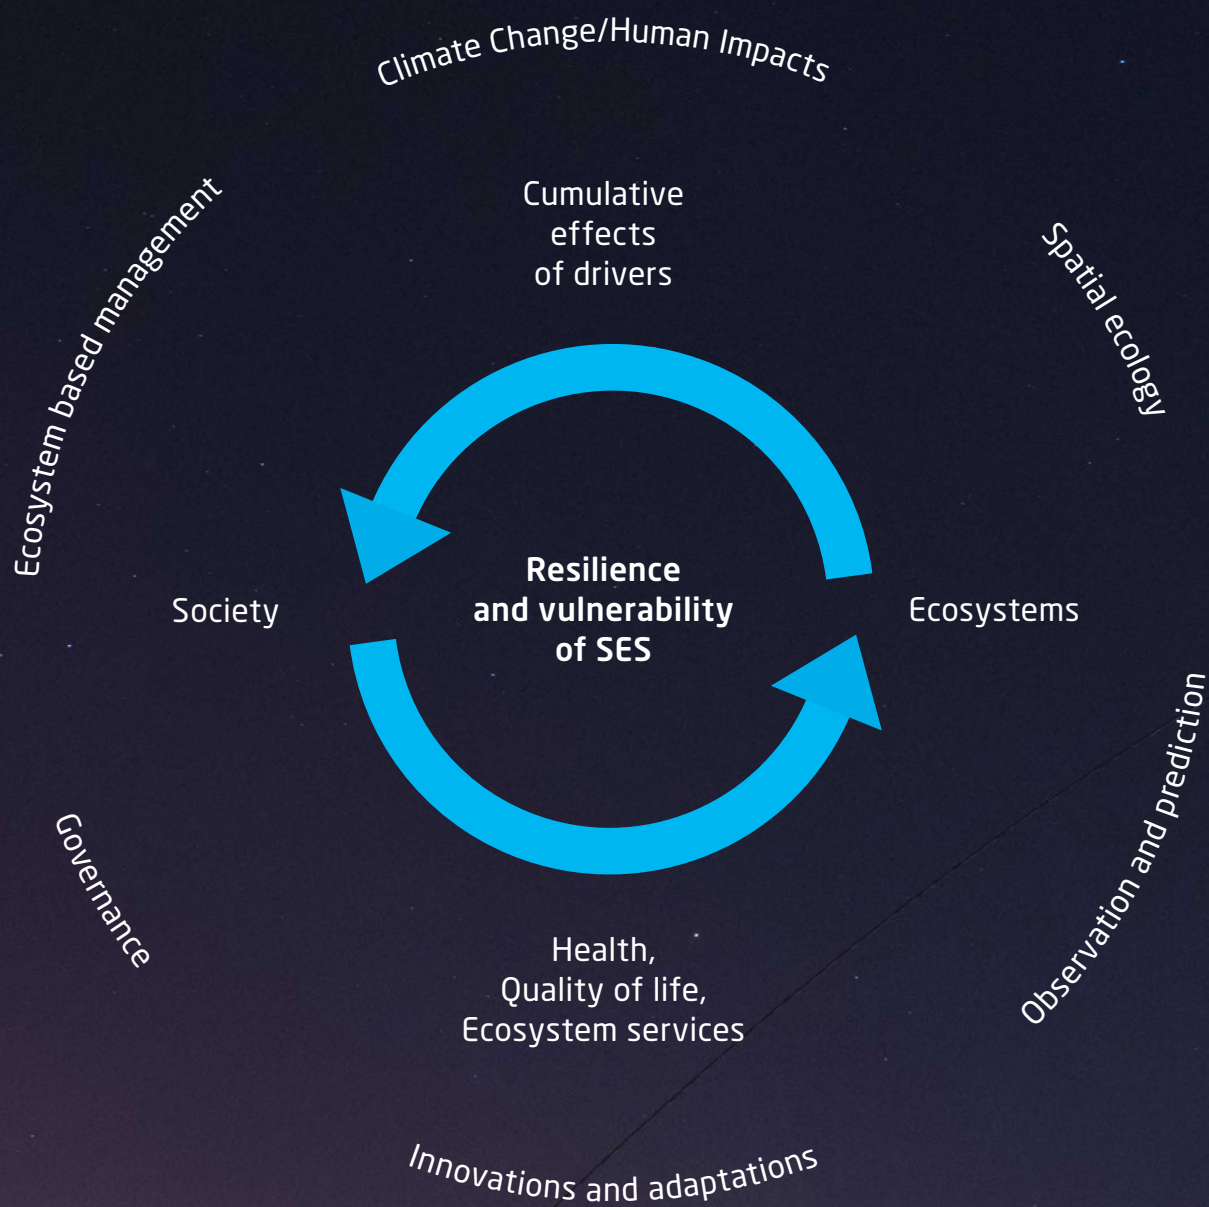 Climate Change/Human Impacts
Cumulative
effects
of drivers
Ecosystem based management
Spatial ecology
Society
Resilience
and vulnerability
of SES
Ecosystems
Governance
Observation and prediction
Health,
Quality of life,
Ecosystem services
Innovations and adaptations